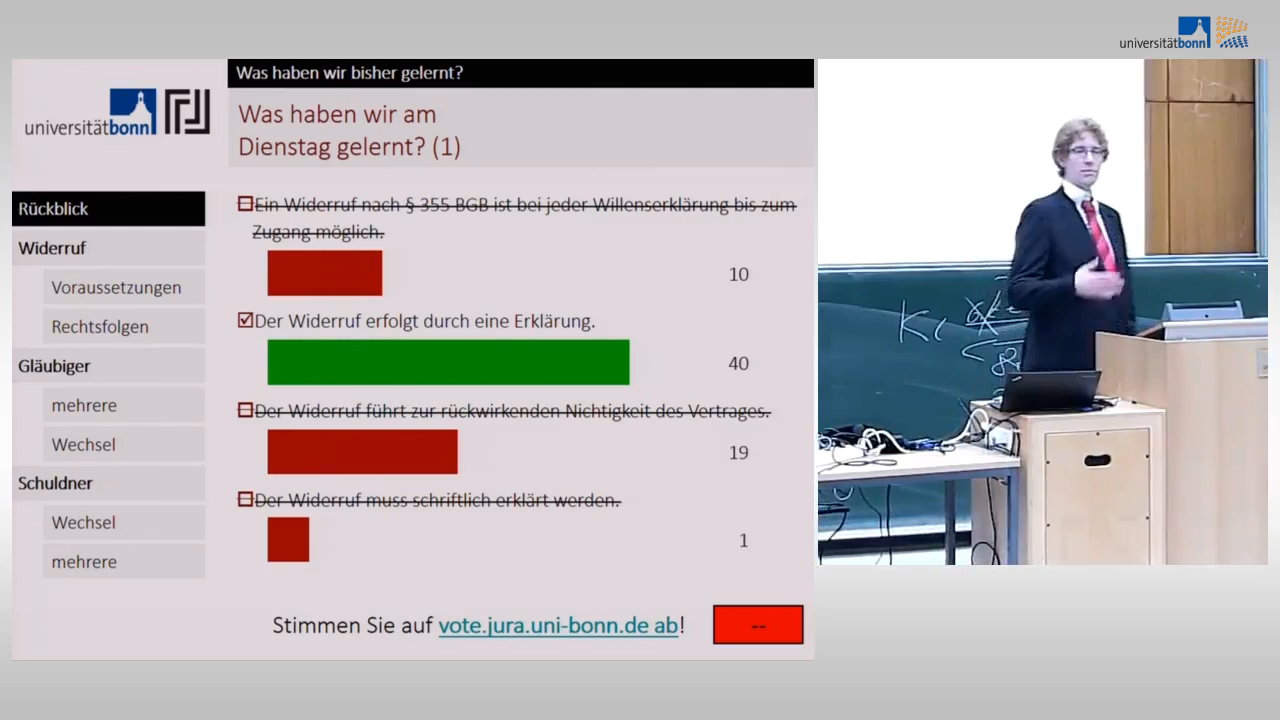 universitätbonn
Was haben wir bisher gelernt?
universitätbonn
Was haben wir am
Dienstag gelernt? (1)
Rückblick
Widerruf
Voraussetzungen
Rechtsfolgen
Gläubiger
mehrere
Wechsel
Schuldner
Wechsel
mehrere
Ein Widerruf nach § 355 BGB ist bei jeder Willenserklärung bis zum
Zugang möglich.
10
Der Widerruf erfolgt durch eine Erklärung.
40
Der Widerruf führt zur rückwirkenden Nichtigkeit des Vertrages.
19
Der Widerruf muss schriftlich erklärt werden.
1
Stimmen Sie auf vote.jura.uni-bonn.de ab!
--